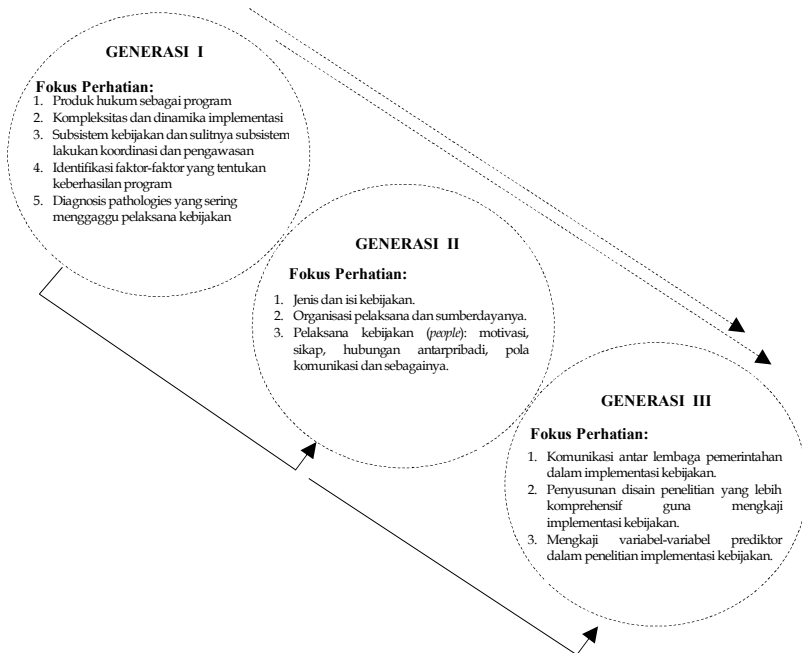 GENERASI I
Fokus Perhatian:
1. Produk hukum sebagai program
2. Kompleksitas dan dinamika implementasi
3. Subsistem kebijakan dan sulitnya subsistem
lakukan koordinasi dan pengawasan
4. Identifikasi faktor-faktor yang tentukan
keberhasilan program
5. Diagnosis pathologies yang sering
menggaggu pelaksana kebijakan
GENERASI II
Fokus Perhatian:
1. Jenis dan isi kebijakan.
2. Organisasi pelaksana dan sumberdayanya.
3. Pelaksana kebijakan (people): motivasi,
sikap, hubungan antarpribadi, pola
komunikasi dan sebagainya.
GENERASI III
Fokus Perhatian:
1. Komunikasi antar lembaga pemerintahan
dalam implementasi kebijakan.
2. Penyusunan disain penelitian yang lebih
komprehensif guna mengkaji
implementasi kebijakan.
3. Mengkaji variabel-variabel prediktor
dalam penelitian implementasi kebijakan.